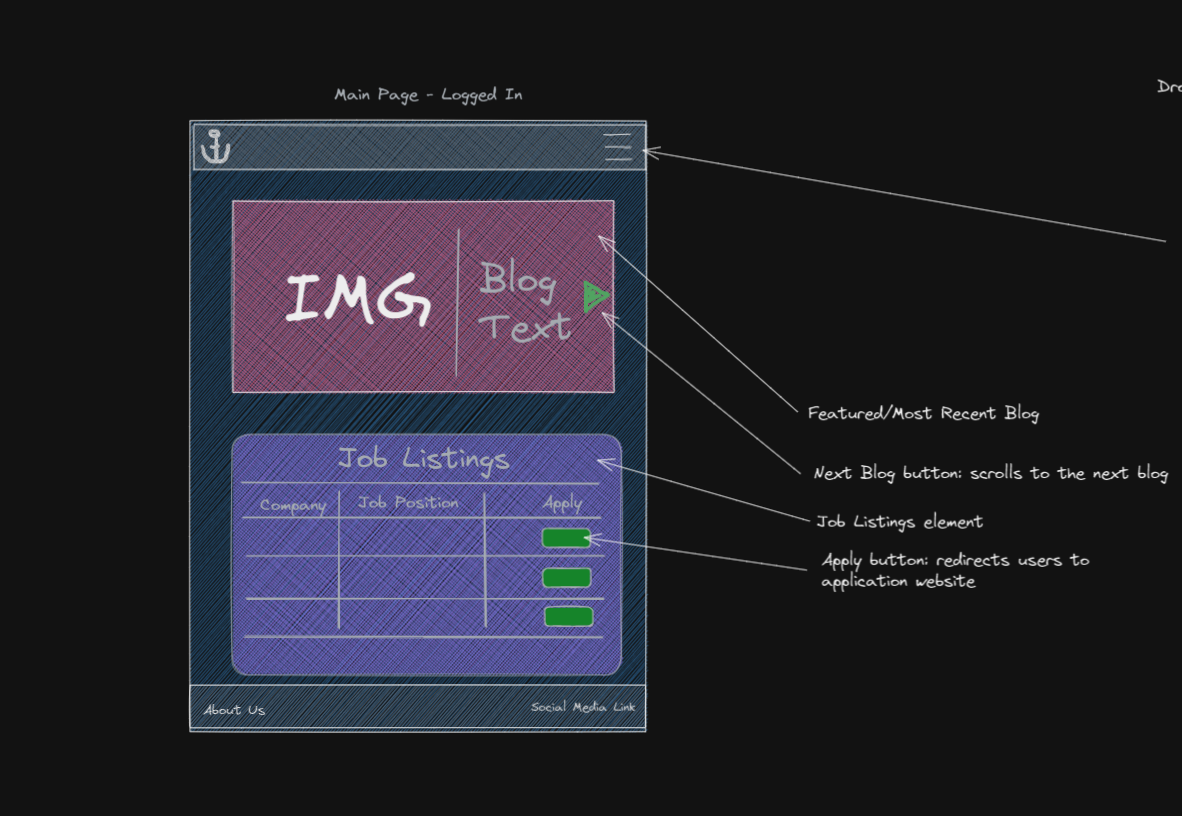 Dro
Main Page - Logged In
IMG
Blog
Text
Featured/Most Recent Blog
Next Blog button: scrolls to the next blog
Job Listings
Job Listings element
Company
Job Position
Apply
Apply button: redirects users to
application website
About Us
Social Media Link